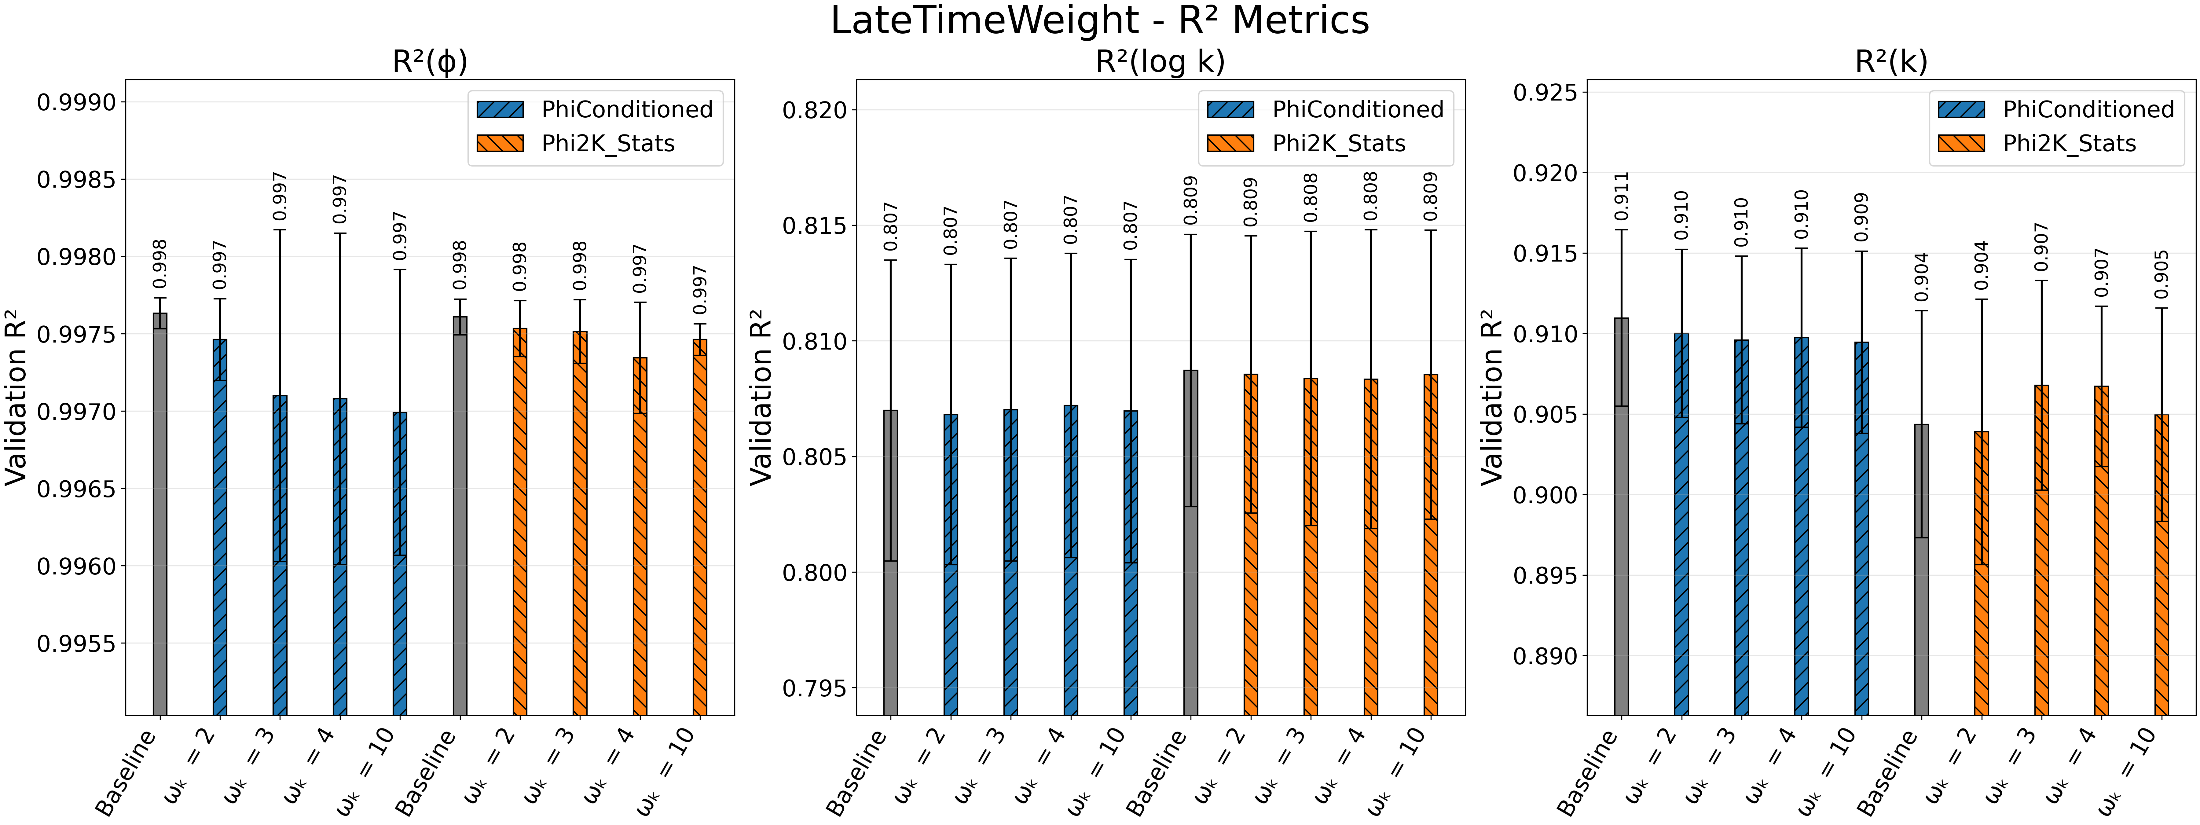 LateTimeWeight - R² Metrics
R²(ϕ)
Validation R²
0.9990
0.9985
0.9980
0.9975
0.9970
0.9965
0.9960
0.9955
PhiConditioned
Phi2K_Stats
0.998
0.997
0.997
0.997
0.997
0.998
0.998
0.998
0.997
0.997
Baseline
ωₖ = 2
ωₖ = 3
ωₖ = 4
ωₖ = 10
Baseline
ωₖ = 2
ωₖ = 3
ωₖ = 4
ωₖ = 10
R²(log k)
Validation R²
0.820
0.815
0.810
0.805
0.800
0.795
PhiConditioned
Phi2K_Stats
0.807
0.807
0.807
0.807
0.807
0.809
0.809
0.808
0.808
0.809
Baseline
ωₖ = 2
ωₖ = 3
ωₖ = 4
ωₖ = 10
Baseline
ωₖ = 2
ωₖ = 3
ωₖ = 4
ωₖ = 10
R²(k)
Validation R²
0.925
0.920
0.915
0.910
0.905
0.900
0.895
0.890
PhiConditioned
Phi2K_Stats
0.911
0.910
0.910
0.910
0.909
0.904
0.904
0.907
0.907
0.905
Baseline
ωₖ = 2
ωₖ = 3
ωₖ = 4
ωₖ = 10
Baseline
ωₖ = 2
ωₖ = 3
ωₖ = 4
ωₖ = 10